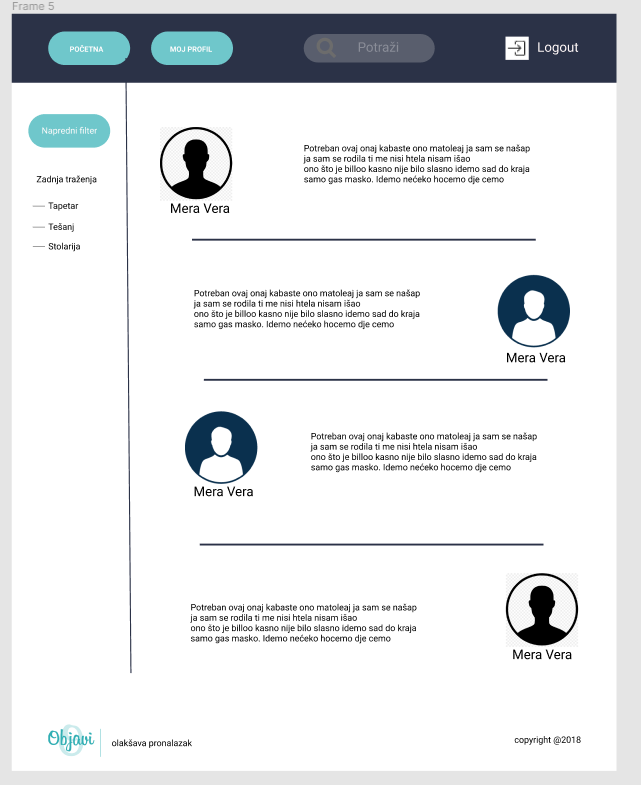 Frame 5
POČETNA
MOJ PROFIL
Potraži
Logout
Napredni filter
Zadnja traženja
Tapetar
Tešanj
Stolarija
Potreban ovaj onaj kabaste ono matoleaj ja sam se našap
ja sam se rodila ti me nisi htela nisam išao
ono što je billoo kasno nije bilo slasno idemo sad do kraja
samo gas masko. Idemo nećeko hocemo dje cemo
Mera Vera
Potreban ovaj onaj kabaste ono matoleaj ja sam se našap
ja sam se rodila ti me nisi htela nisam išao
ono što je billoo kasno nije bilo slasno idemo sad do kraja
samo gas masko. Idemo nećeko hocemo dje cemo
Mera Vera
Potreban ovaj onaj kabaste ono matoleaj ja sam se našap
ja sam se rodila ti me nisi htela nisam išao
ono što je billoo kasno nije bilo slasno idemo sad do kraja
samo gas masko. Idemo nećeko hocemo dje cemo
Mera Vera
Potreban ovaj onaj kabaste ono matoleaj ja sam se našap
ja sam se rodila ti me nisi htela nisam išao
ono što je billoo kasno nije bilo slasno idemo sad do kraja
samo gas masko. Idemo nećeko hocemo dje cemo
Mera Vera
Objavi
olakšava pronalazak
copyright @2018